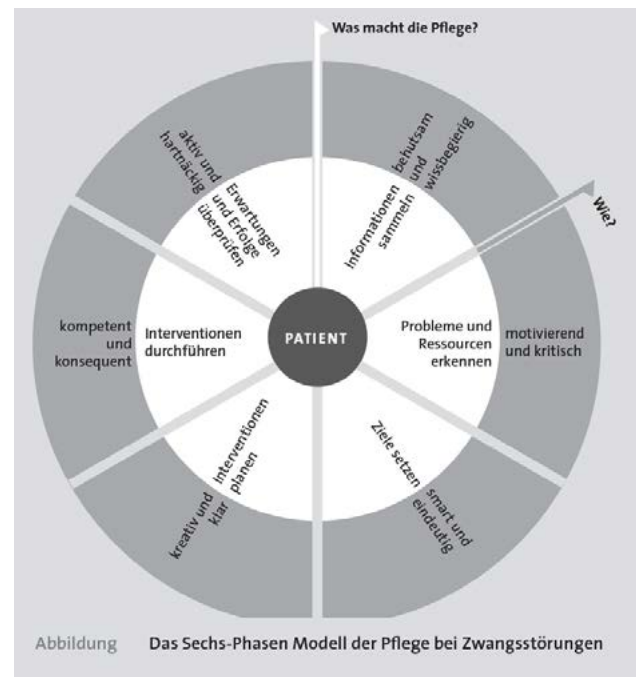 Was macht die Pflege?
Wie?
behutsam
und
wissbegierig
Informationen
sammeln
Probleme und
Ressourcen
erkennen
motivierend
und kritisch
Ziele setzen
smart und
eindeutig
Interventionen
planen
kreativ und
klar
Interventionen
durchführen
kompetent
und
konsequent
Erwartungen
und Erfolge
überprüfen
aktiv und
hartnäckig
PATIENT
Abbildung Das Sechs-Phasen Modell der Pflege bei Zwangsstörungen